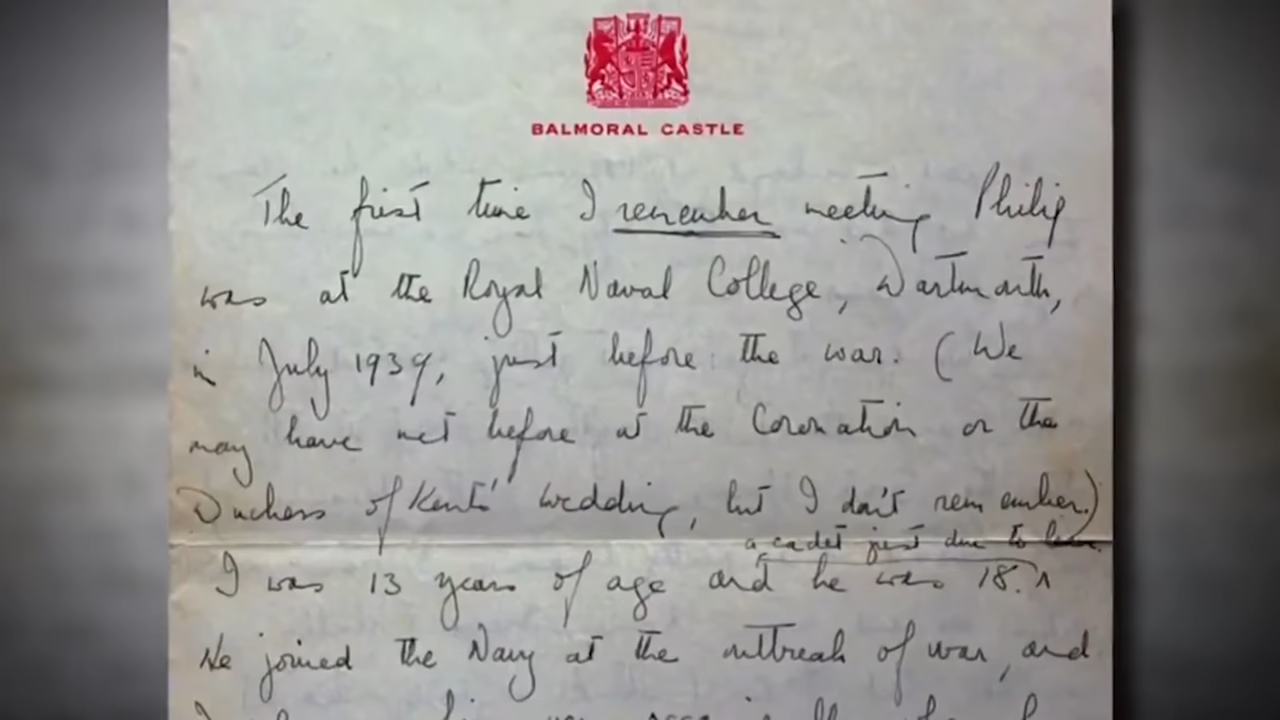 BALMORAL CASTLE
The first time I remember meeting Philip
was at the Royal Naval College, Dartmouth,
in July 1939, just before the war. (We
may have met before at the Coronation or the
Duchess of Kent's wedding, but I don't remember.)
a cadet just due to
I was 13 years of age and he was 18.
He joined the Navy at the outbreak of war, and